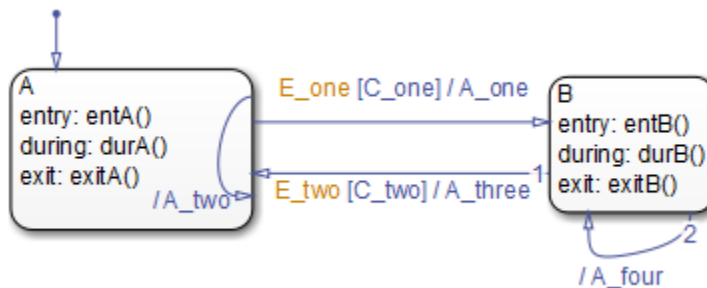 A
entry: entA()
during: durA()
exit: exitA()
/ A_two
E_one [C_one] / A_one
1
E_two [C_two] / A_three
B
entry: entB()
during: durB()
exit: exitB()
2
/ A_four